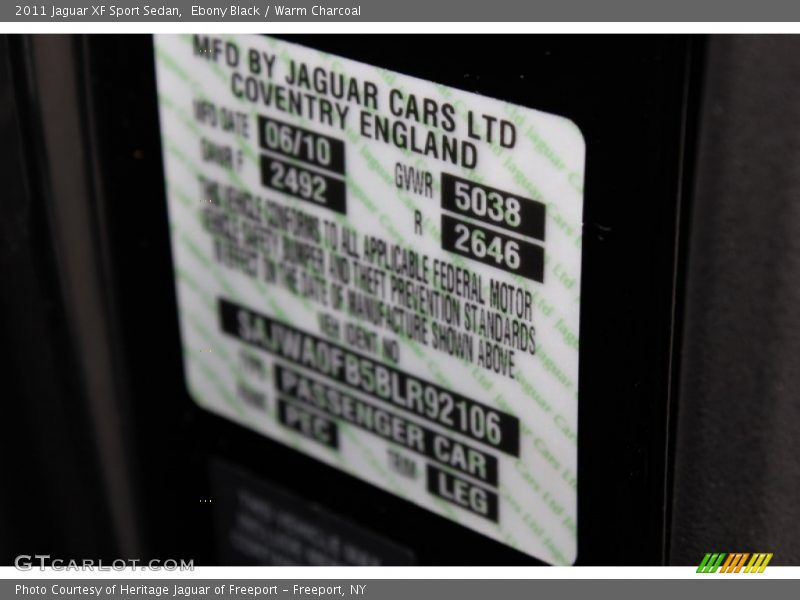 2011 Jaguar XF Sport Sedan,  Ebony Black / Warm Charcoal
MFD BY JAGUAR CARS LTD
COVENTRY ENGLAND
MFD DATE 06/10 GVWR 5038
GAWR F 2492 R 2646
THIS VEHICLE CONFORMS TO ALL APPLICABLE FEDERAL MOTOR
VEHICLE SAFETY BUMPER AND THEFT PREVENTION STANDARDS
IN EFFECT ON THE DATE OF MANUFACTURE SHOWN ABOVE
VEH IDENT NO
SAJWA0FB5BLR92106
TYPE PASSENGER CAR
PAINT PEC TRIM LEG
GTCARLOT.COM
Photo Courtesy of Heritage Jaguar of Freeport - Freeport, NY